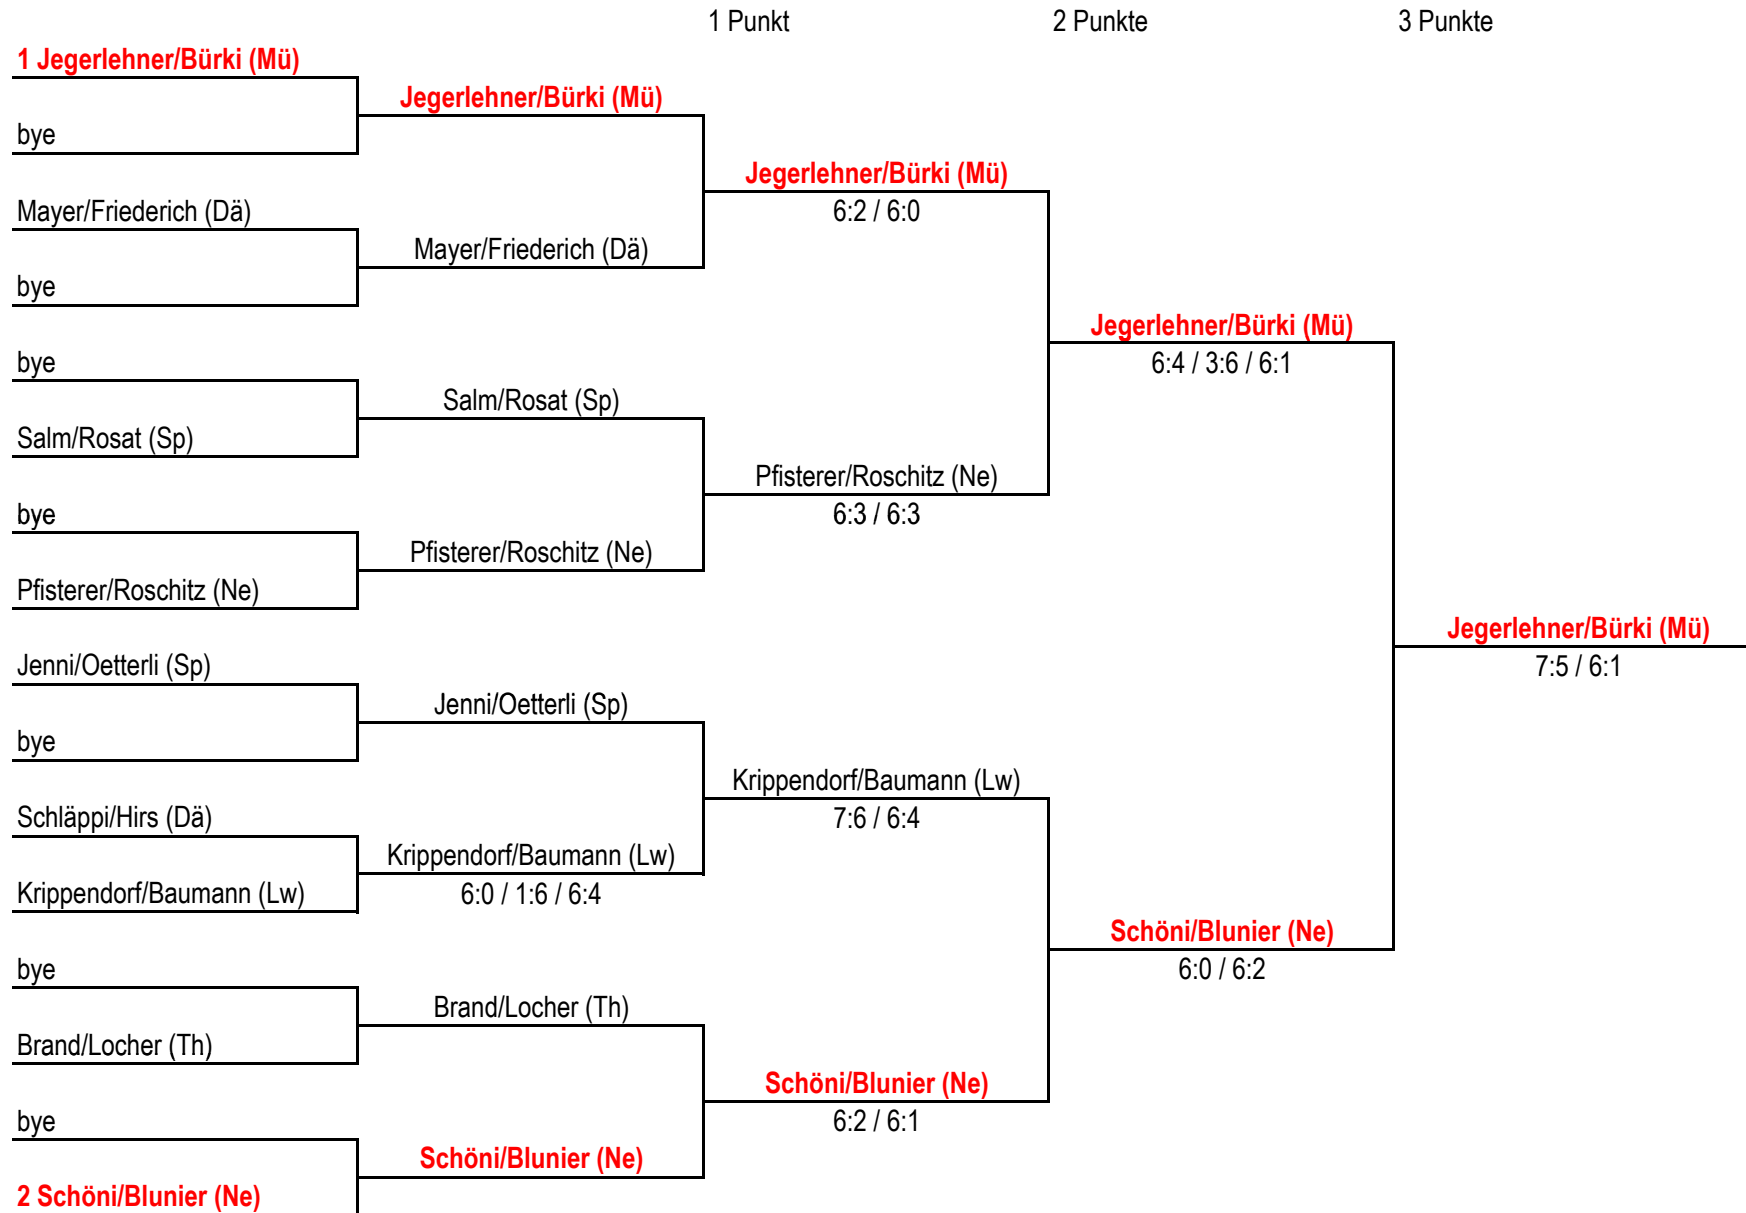 1 Punkt 2 Punkte 3 Punkte
1 Jegerlehner/Bürki (Mü)
Jegerlehner/Bürki (Mü)
bye
Jegerlehner/Bürki (Mü)
Mayer/Friederich (Dä)
6:2 / 6:0
Mayer/Friederich (Dä)
bye
Jegerlehner/Bürki (Mü)
bye
6:4 / 3:6 / 6:1
Salm/Rosat (Sp)
Salm/Rosat (Sp)
Pfisterer/Roschitz (Ne)
bye
6:3 / 6:3
Pfisterer/Roschitz (Ne)
Pfisterer/Roschitz (Ne)
Jegerlehner/Bürki (Mü)
Jenni/Oetterli (Sp)
7:5 / 6:1
Jenni/Oetterli (Sp)
bye
Krippendorf/Baumann (Lw)
Schläppi/Hirs (Dä)
7:6 / 6:4
Krippendorf/Baumann (Lw)
Krippendorf/Baumann (Lw)
6:0 / 1:6 / 6:4
Schöni/Blunier (Ne)
bye
6:0 / 6:2
Brand/Locher (Th)
Brand/Locher (Th)
Schöni/Blunier (Ne)
bye
6:2 / 6:1
Schöni/Blunier (Ne)
2 Schöni/Blunier (Ne)